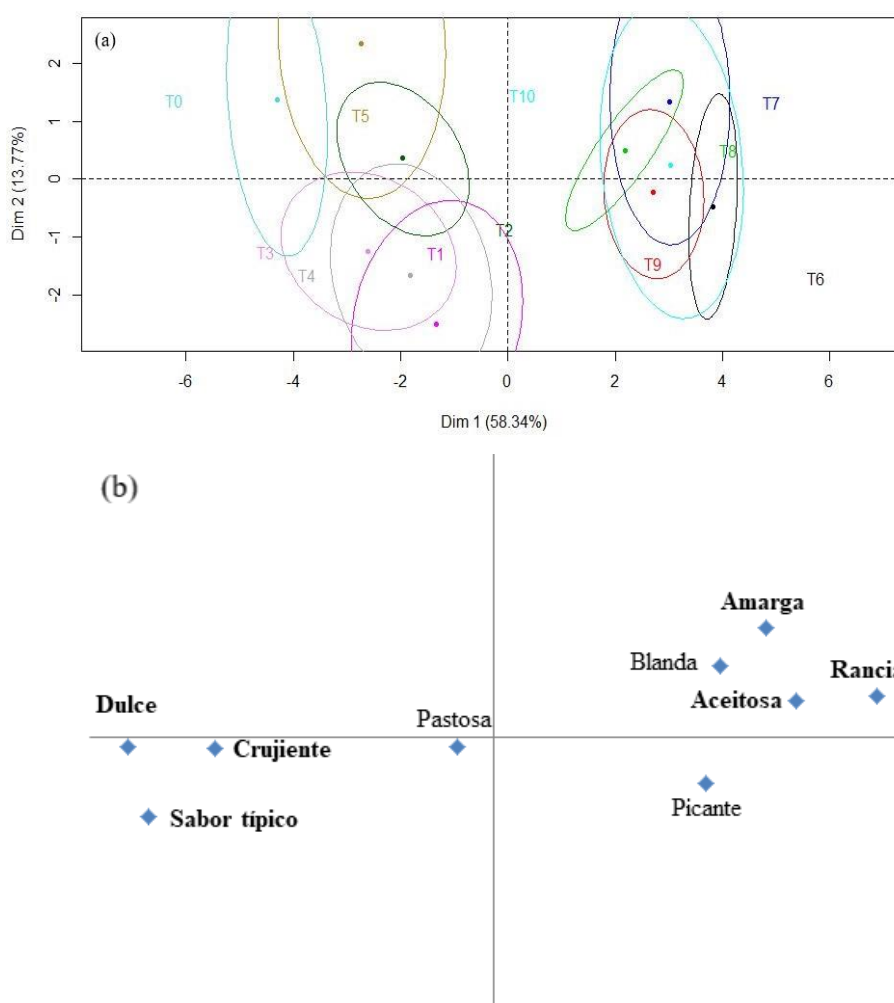 (a)
T0
T5
T10
T7
T8
T2
T3
T4
T1
T9
T6
2
1
0
-1
-2
Dim 2 (13.77%)
-6
-4
-2
0
2
4
6
Dim 1 (58.34%)
(b)
Amarga
Blanda
Rancia
Dulce
Aceitosa
Pastosa
Crujiente
Picante
Sabor típico